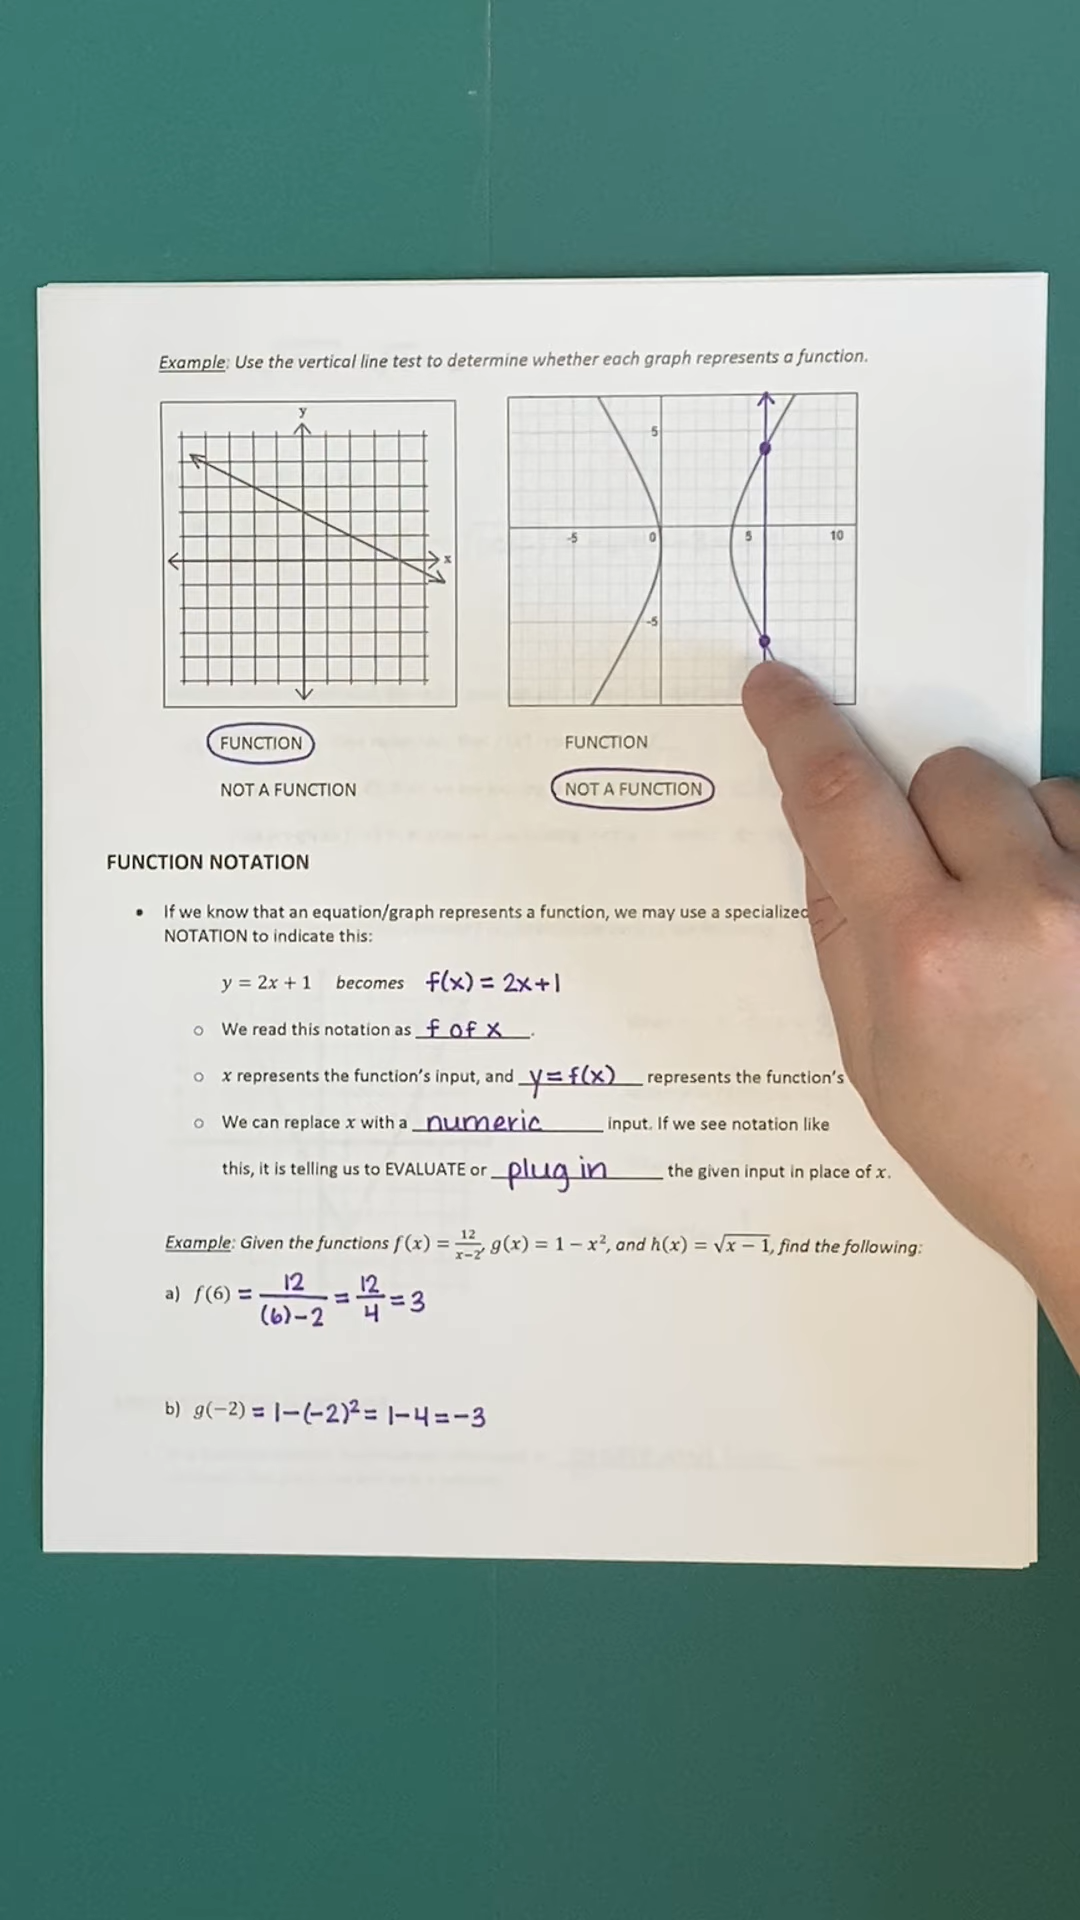 Example: Use the vertical line test to determine whether each graph represents a function.
y
x
5
-5
0
5
10
-5
FUNCTION
FUNCTION
NOT A FUNCTION
NOT A FUNCTION
FUNCTION NOTATION
• If we know that an equation/graph represents a function, we may use a specialized
NOTATION to indicate this:
y = 2x + 1 becomes f(x) = 2x+1
○ We read this notation as f of x.
○ x represents the function's input, and y=f(x) represents the function's
○ We can replace x with a numeric input. If we see notation like
this, it is telling us to EVALUATE or plug in the given input in place of x.
Example: Given the functions f(x) = 12/(x−2), g(x) = 1 − x², and h(x) = √(x − 1), find the following:
a) f(6) = 12/((6)−2) = 12/4 = 3
b) g(−2) = 1−(−2)² = 1−4 = −3